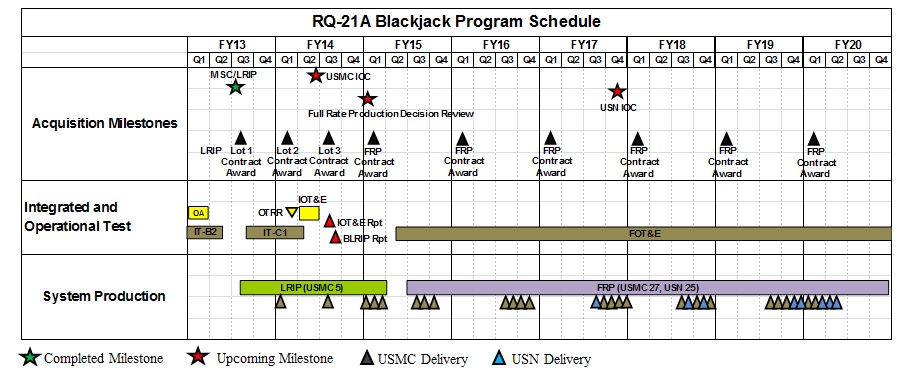 RQ-21A Blackjack Program Schedule
FY13 FY14 FY15 FY16 FY17 FY18 FY19 FY20
Q1 Q2 Q3 Q4 Q1 Q2 Q3 Q4 Q1 Q2 Q3 Q4 Q1 Q2 Q3 Q4 Q1 Q2 Q3 Q4 Q1 Q2 Q3 Q4 Q1 Q2 Q3 Q4 Q1 Q2 Q3 Q4
MSC/LRIP USMC IOC
USN IOC
Full Rate Production Decision Review
Acquisition Milestones
LRIP Lot 1 Lot 2 Lot 3 FRP FRP FRP FRP FRP FRP
Contract Contract Contract Contract Contract Contract Contract Contract Contract
Award Award Award Award Award Award Award Award Award
Integrated and
Operational Test
IOT&E
OA OTRR
IOT&E Rpt
IT-B2 IT-C1 BLRIP Rpt FOT&E
System Production
LRIP (USMC 5) FRP (USMC 27, USN 25)
Completed Milestone Upcoming Milestone USMC Delivery USN Delivery